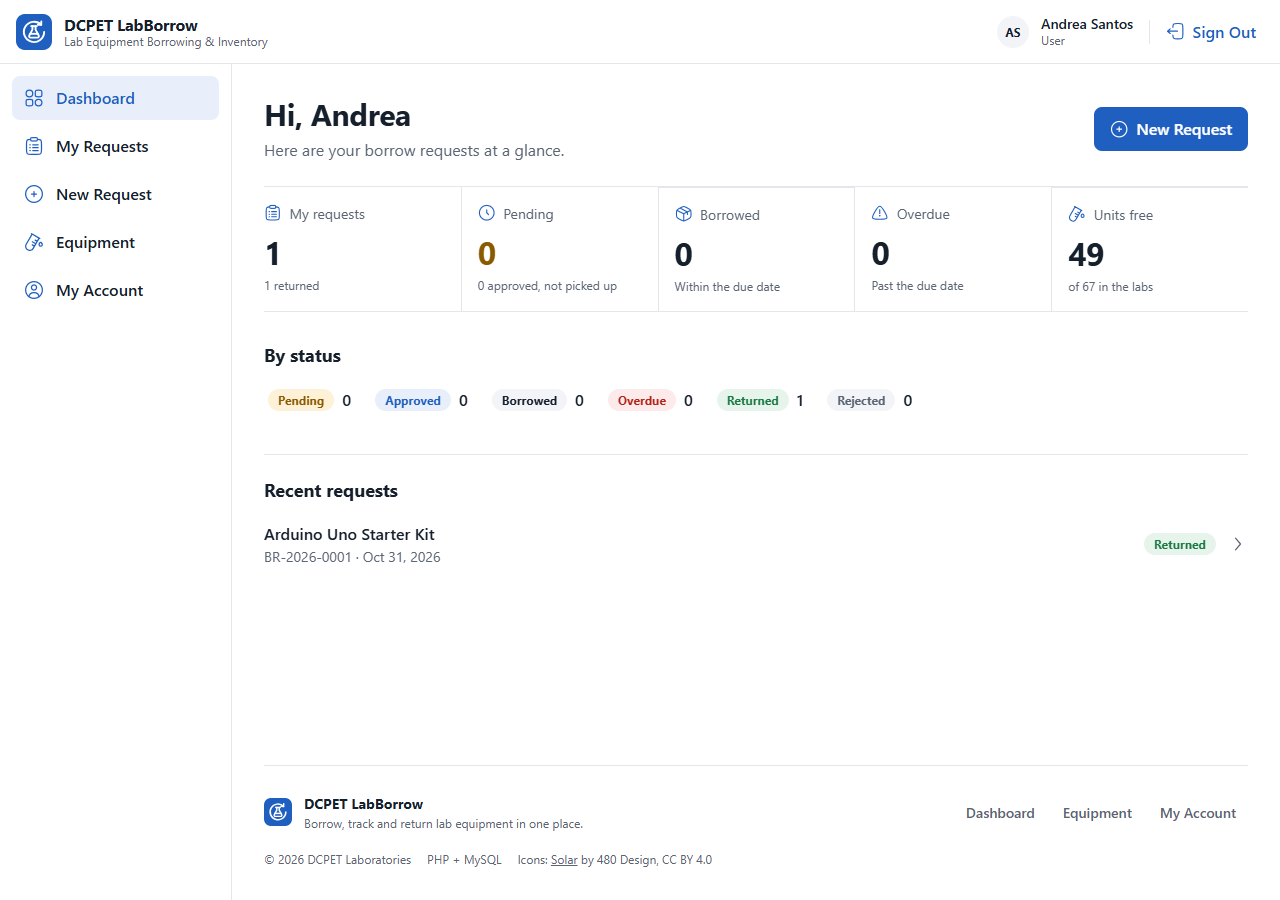 DCPET LabBorrow
Lab Equipment Borrowing & Inventory
AS
Andrea Santos
User
Sign Out
Dashboard
My Requests
New Request
Equipment
My Account
Hi, Andrea
Here are your borrow requests at a glance.
New Request
My requests
1
1 returned
Pending
0
0 approved, not picked up
Borrowed
0
Within the due date
Overdue
0
Past the due date
Units free
49
of 67 in the labs
By status
Pending 0 Approved 0 Borrowed 0 Overdue 0 Returned 1 Rejected 0
Recent requests
Arduino Uno Starter Kit
BR-2026-0001 · Oct 31, 2026
Returned
DCPET LabBorrow
Borrow, track and return lab equipment in one place.
Dashboard Equipment My Account
© 2026 DCPET Laboratories PHP + MySQL Icons: Solar by 480 Design, CC BY 4.0